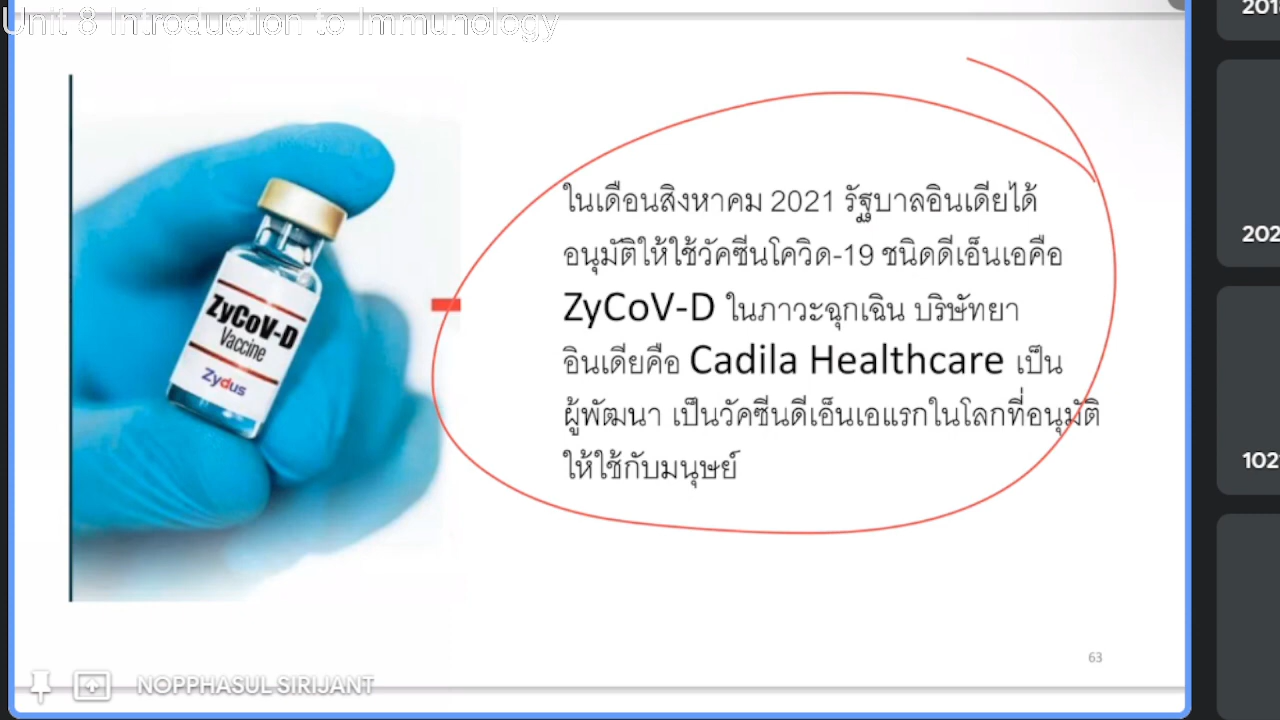 Unit 8 Introduction to Immunology
ZyCoV-D
Vaccine
Zydus
ในเดือนสิงหาคม 2021 รัฐบาลอินเดียได้
อนุมัติให้ใช้วัคซีนโควิด-19 ชนิดดีเอ็นเอคือ
ZyCoV-D ในภาวะฉุกเฉิน บริษัทยา
อินเดียคือ Cadila Healthcare เป็น
ผู้พัฒนา เป็นวัคซีนดีเอ็นเอแรกในโลกที่อนุมัติ
ให้ใช้กับมนุษย์
63
NOPPHASUL SIRIJANT
201
202
102